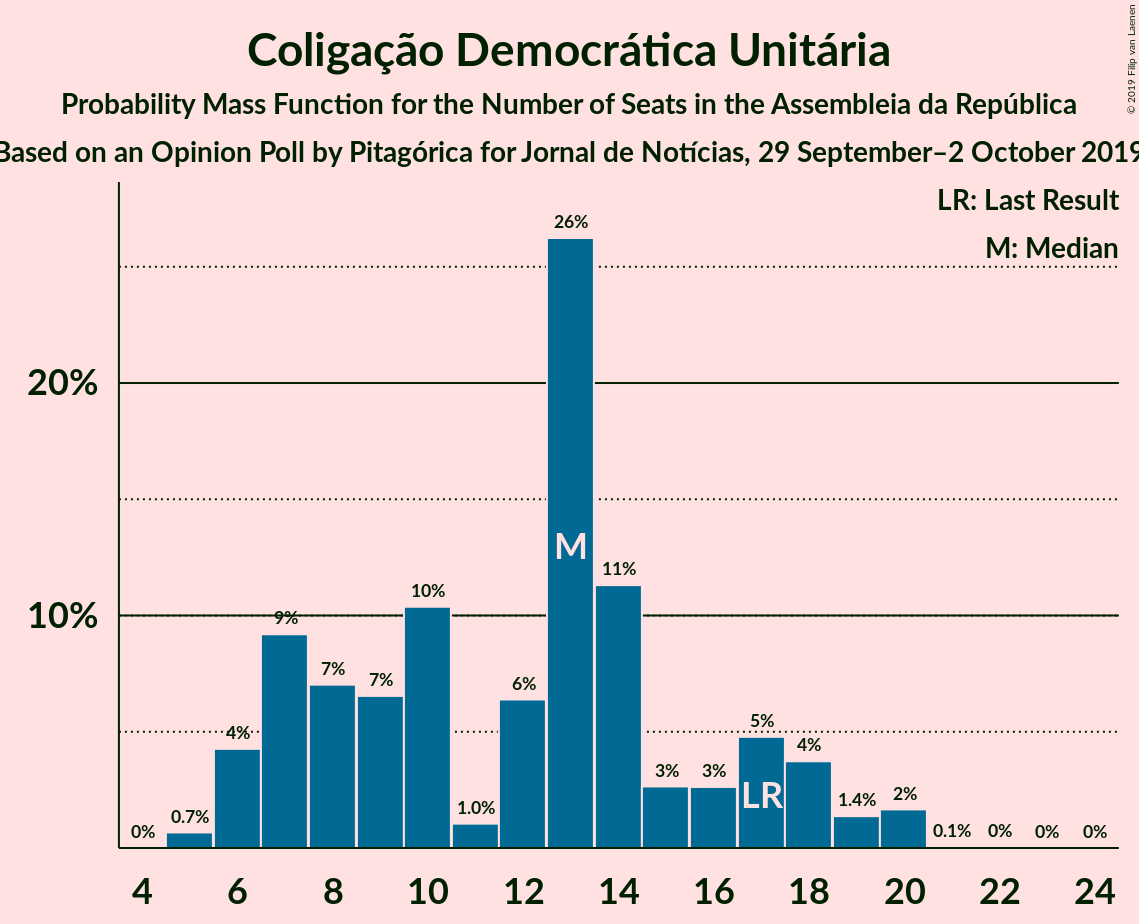 Coligação Democrática Unitária
Probability Mass Function for the Number of Seats in the Assembleia da República
Based on an Opinion Poll by Pitagórica for Jornal de Notícias, 29 September–2 October 2019
© 2019 Filip van Laenen
LR: Last Result
M: Median
20%
10%
0%
0.7%
4%
9%
7%
7%
10%
1.0%
6%
26%
M
11%
3%
3%
5%
LR
4%
1.4%
2%
0.1%
0%
0%
0%
4 6 8 10 12 14 16 18 20 22 24